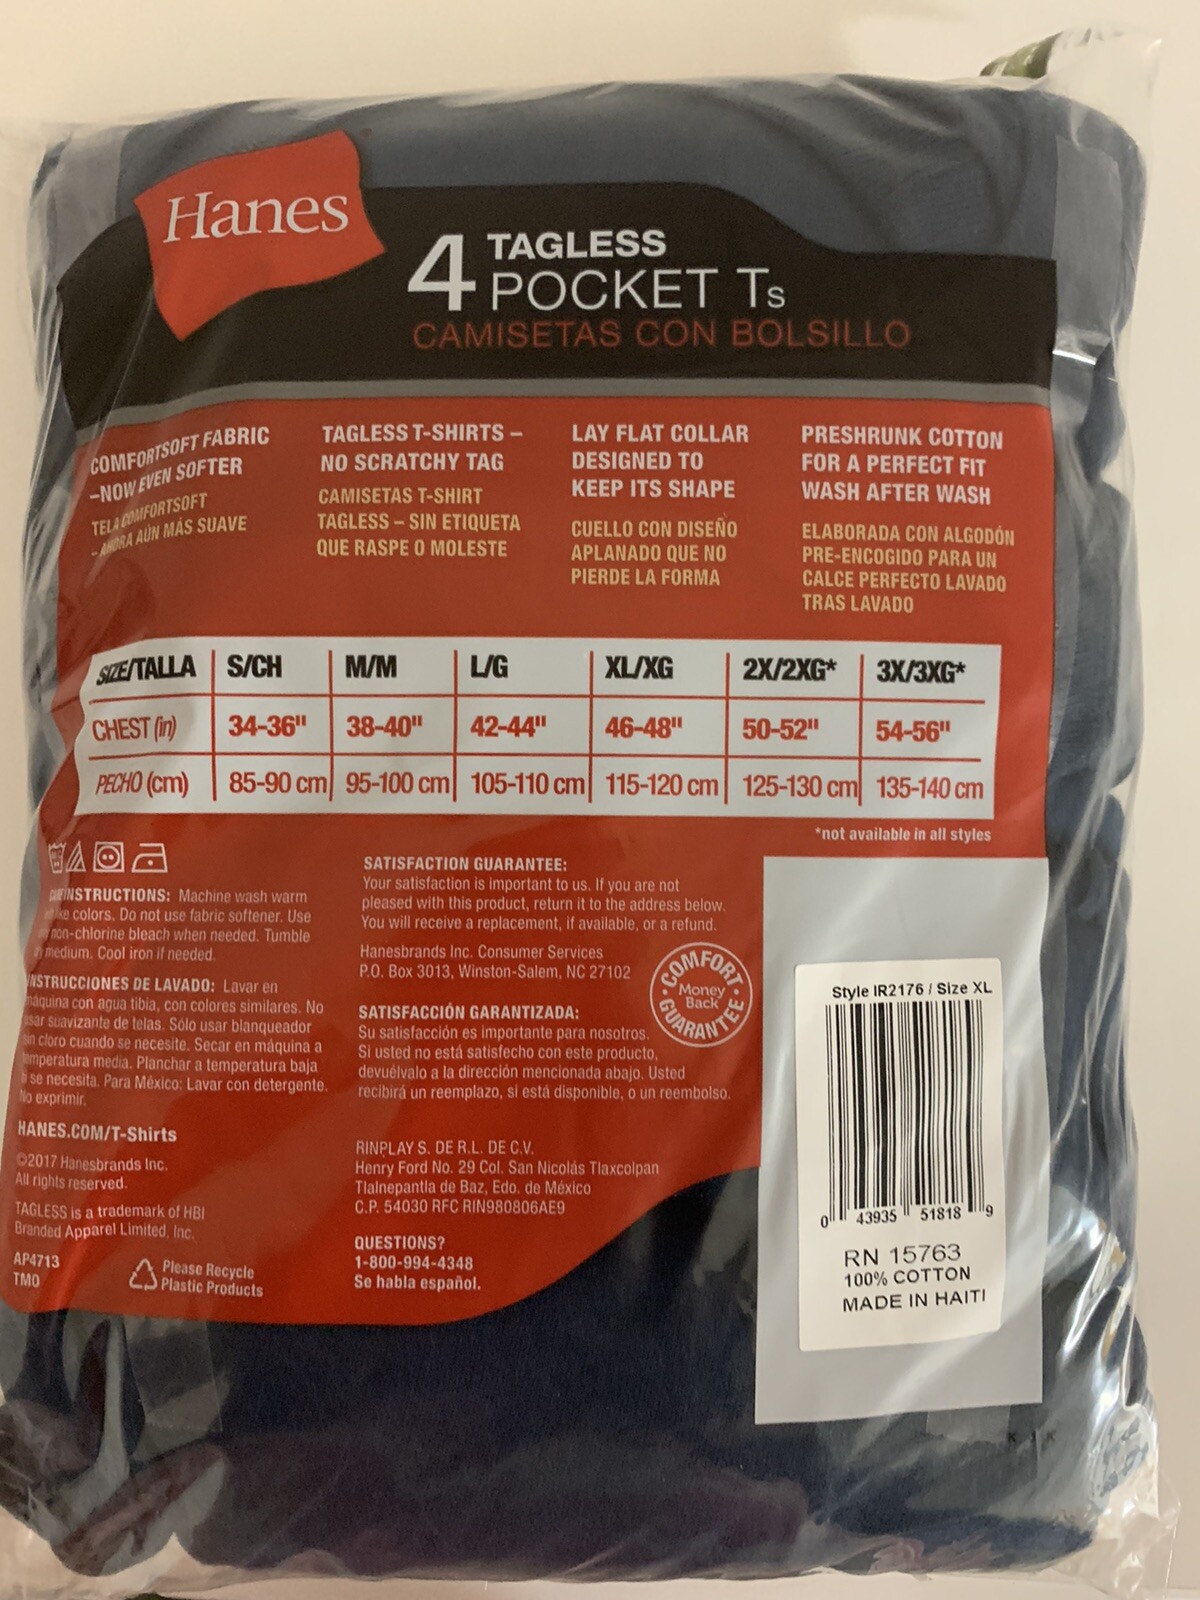 Hanes
4 TAGLESS
POCKET Ts
CAMISETAS CON BOLSILLO
COMFORTSOFT FABRIC
–NOW EVEN SOFTER
TELA COMFORTSOFT
– AHORA AÚN MÁS SUAVE
TAGLESS T-SHIRTS –
NO SCRATCHY TAG
CAMISETAS T-SHIRT
TAGLESS – SIN ETIQUETA
QUE RASPE O MOLESTE
LAY FLAT COLLAR
DESIGNED TO
KEEP ITS SHAPE
CUELLO CON DISEÑO
APLANADO QUE NO
PIERDE LA FORMA
PRESHRUNK COTTON
FOR A PERFECT FIT
WASH AFTER WASH
ELABORADA CON ALGODÓN
PRE-ENCOGIDO PARA UN
CALCE PERFECTO LAVADO
TRAS LAVADO
SIZE/TALLA S/CH M/M L/G XL/XG 2X/2XG* 3X/3XG*
CHEST (in) 34-36" 38-40" 42-44" 46-48" 50-52" 54-56"
PECHO (cm) 85-90 cm 95-100 cm 105-110 cm 115-120 cm 125-130 cm 135-140 cm
*not available in all styles
CARE INSTRUCTIONS: Machine wash warm
colors. Do not use fabric softener. Use
non-chlorine bleach when needed. Tumble
dry medium. Cool iron if needed.
INSTRUCCIONES DE LAVADO: Lavar en
máquina con agua tibia, con colores similares. No
usar suavizante de telas. Sólo usar blanqueador
sin cloro cuando se necesite. Secar en máquina a
temperatura media. Planchar a temperatura baja
si se necesita. Para México: Lavar con detergente.
No exprimir.
HANES.COM/T-Shirts
©2017 Hanesbrands Inc.
All rights reserved.
TAGLESS is a trademark of HBI
Branded Apparel Limited, Inc.
AP4713
TMO
Please Recycle
Plastic Products
SATISFACTION GUARANTEE:
Your satisfaction is important to us. If you are not
pleased with this product, return it to the address below.
You will receive a replacement, if available, or a refund.
Hanesbrands Inc. Consumer Services
P.O. Box 3013, Winston-Salem, NC 27102
COMFORT
Money
Back
GUARANTEE
SATISFACCIÓN GARANTIZADA:
Su satisfacción es importante para nosotros.
Si usted no está satisfecho con este producto,
devuélvalo a la dirección mencionada abajo. Usted
recibirá un reemplazo, si está disponible, o un reembolso.
RINPLAY S. DE R.L. DE C.V.
Henry Ford No. 29 Col. San Nicolás Tlaxcolpan
Tlalnepantla de Baz, Edo. de México
C.P. 54030 RFC RIN980806AE9
QUESTIONS?
1-800-994-4348
Se habla español.
Style IR2176 / Size XL
0 43935 51818 9
RN 15763
100% COTTON
MADE IN HAITI